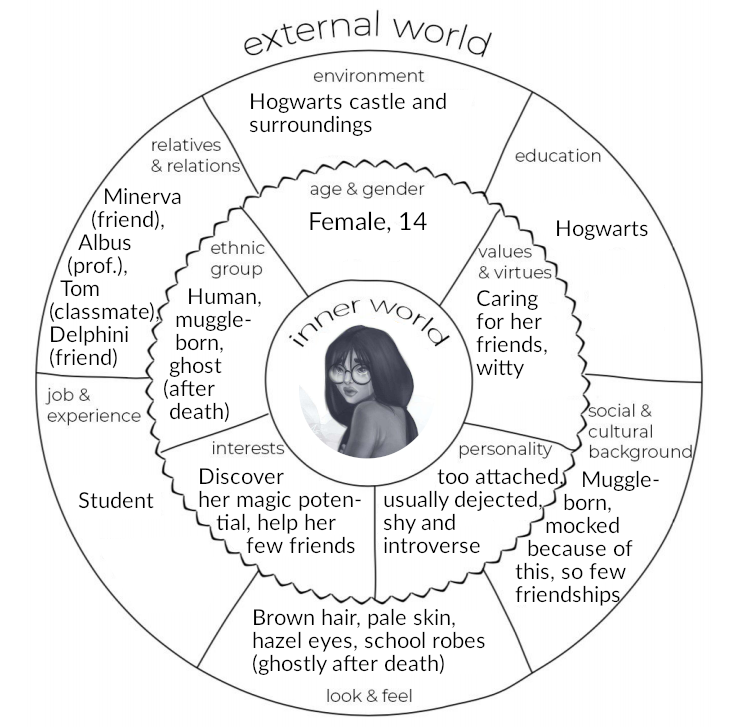 external world
environment
Hogwarts castle and
surroundings
education
Hogwarts
relatives
& relations
Minerva
(friend),
Albus
(prof.),
Tom
(classmate),
Delphini
(friend)
age & gender
Female, 14
ethnic
group
Human,
muggle-
born,
ghost
(after
death)
values
& virtues
Caring
for her
friends,
witty
inner world
job &
experience
Student
interests
Discover
her magic poten-
tial, help her
few friends
personality
too attached,
usually dejected,
shy and
introverse
social &
cultural
background
Muggle-
born,
mocked
because of
this, so few
friendships
Brown hair, pale skin,
hazel eyes, school robes
(ghostly after death)
look & feel